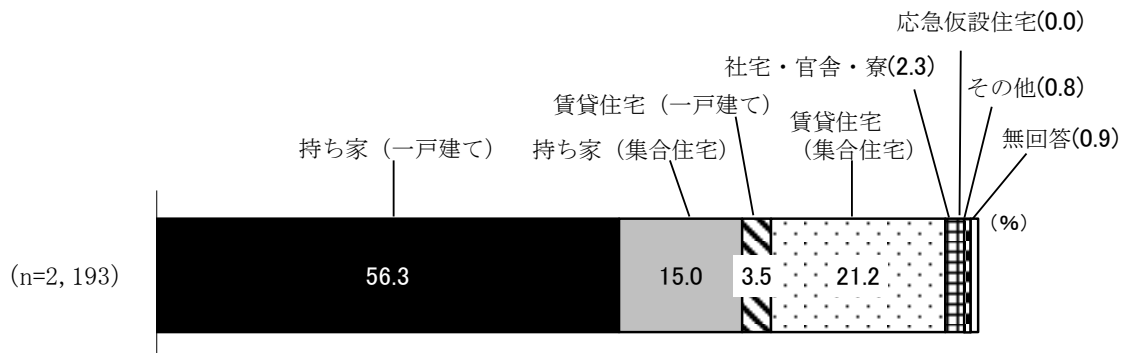 応急仮設住宅(0.0)
社宅・官舎・寮(2.3)
その他(0.8)
賃貸住宅（一戸建て）
賃貸住宅
（集合住宅）
無回答(0.9)
持ち家（一戸建て）
持ち家（集合住宅）
（%）
(n=2,193)
56.3
15.0
3.5
21.2